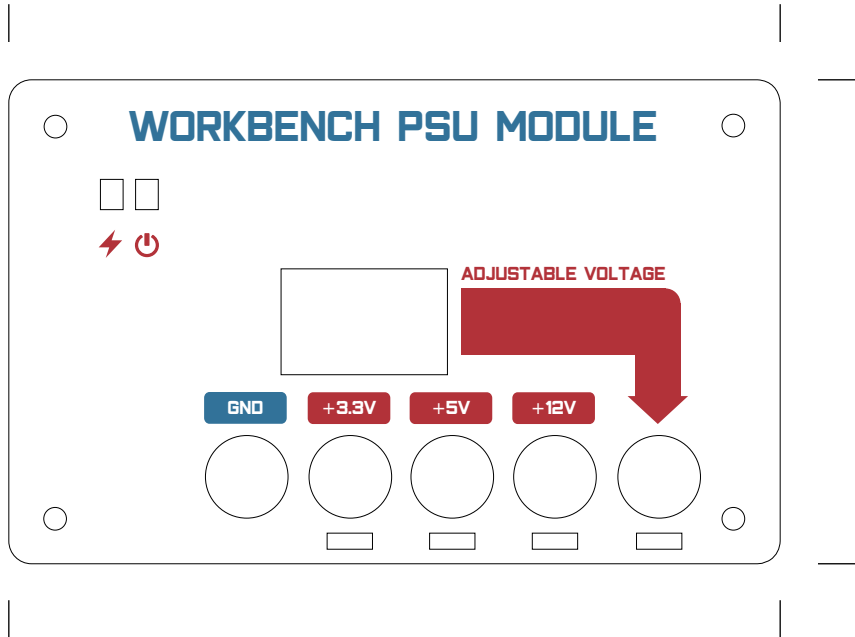 WORKBENCH PSU MODULE
ADJUSTABLE VOLTAGE
GND +3.3V +5V +12V